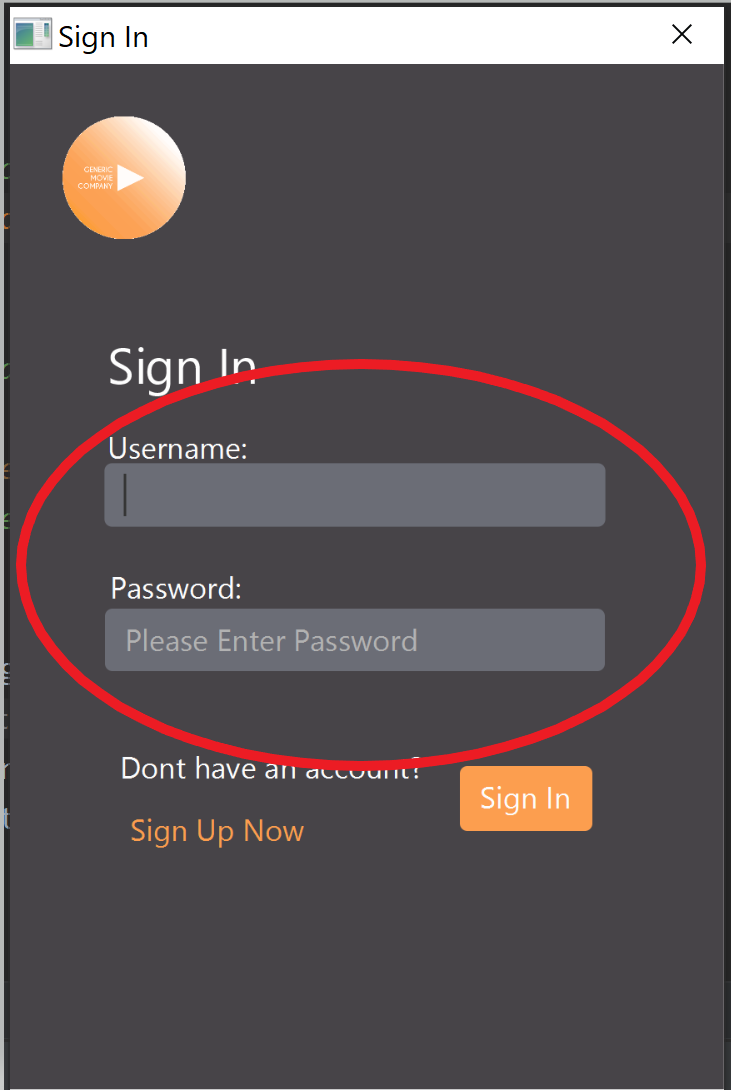 Sign In
GENERIC
MOVIE
COMPANY
Sign In
Username:
Password:
Please Enter Password
Dont have an account?
Sign In
Sign Up Now